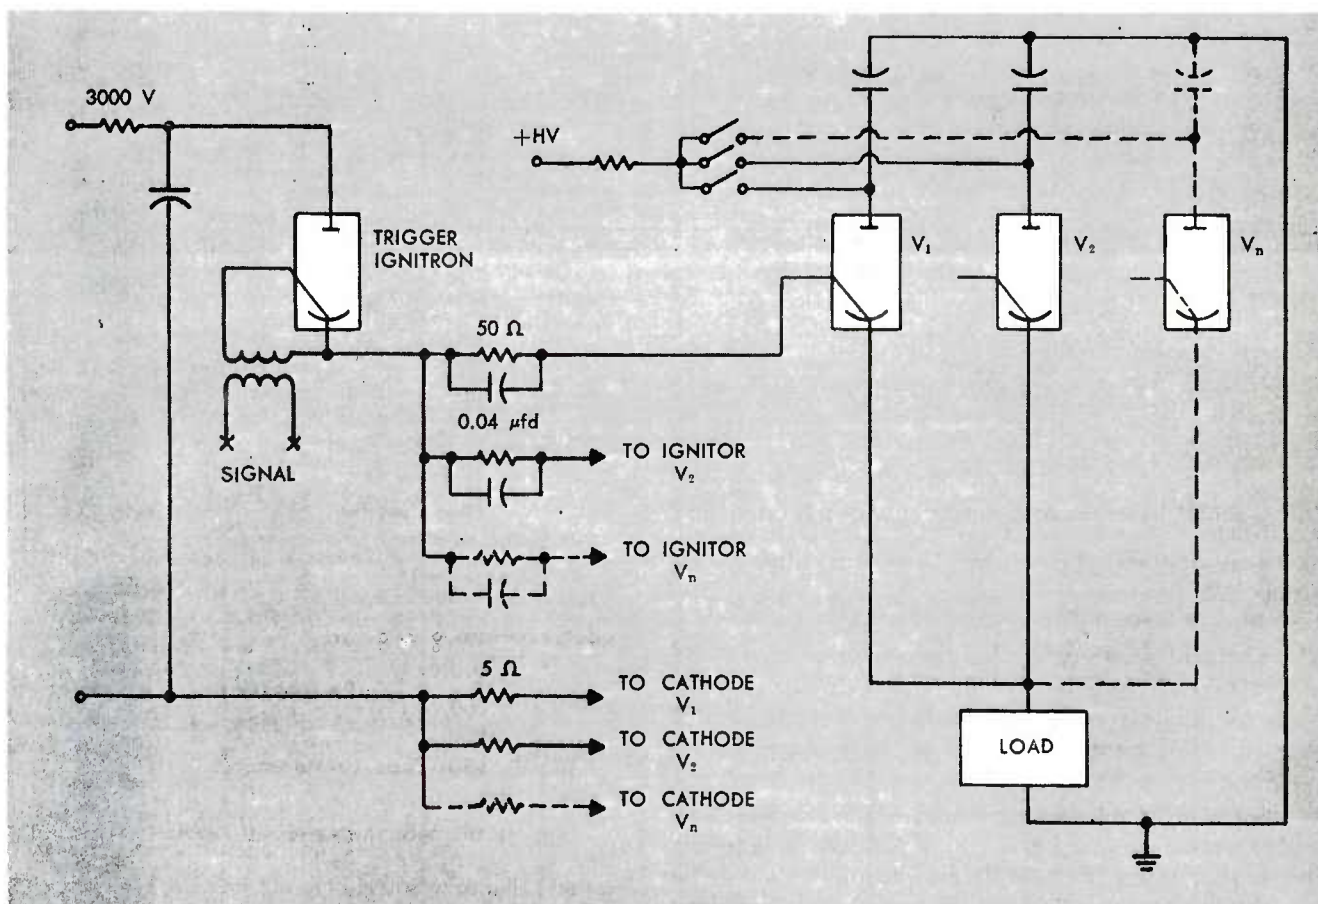 3000 V
+HV
TRIGGER
IGNITRON
V₁
V₂
Vₙ
50 Ω
0.04 μfd
SIGNAL
TO IGNITOR
V₂
TO IGNITOR
Vₙ
5 Ω
TO CATHODE
V₁
TO CATHODE
V₂
TO CATHODE
Vₙ
LOAD